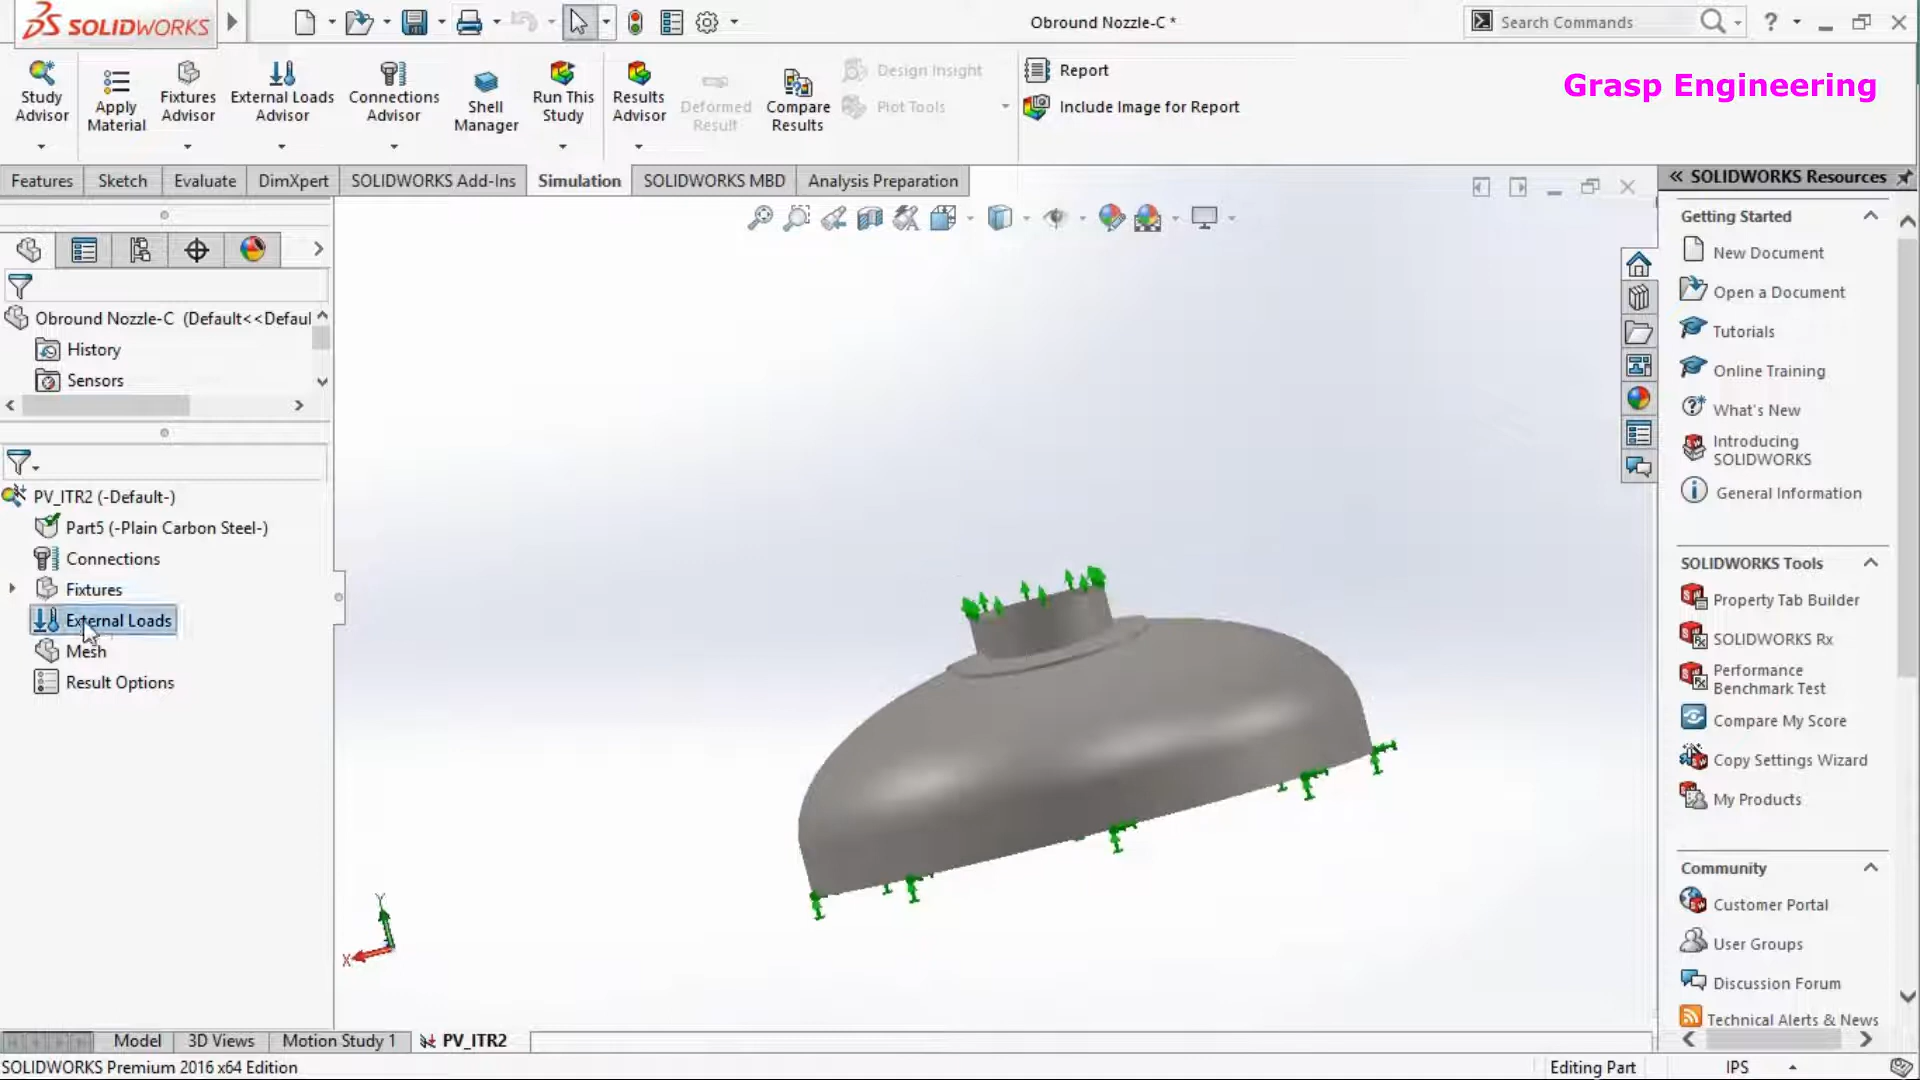 SOLIDWORKS
Obround Nozzle-C *
Search Commands
?
Study Advisor
Apply Material
Fixtures Advisor
External Loads Advisor
Connections Advisor
Shell Manager
Run This Study
Results Advisor
Deformed Result
Compare Results
Design Insight
Plot Tools
Report
Include Image for Report
Grasp Engineering
Features
Sketch
Evaluate
DimXpert
SOLIDWORKS Add-Ins
Simulation
SOLIDWORKS MBD
Analysis Preparation
Obround Nozzle-C (Default<<Defaul
History
Sensors
PV_ITR2 (-Default-)
Part5 (-Plain Carbon Steel-)
Connections
Fixtures
External Loads
Mesh
Result Options
Y
X
SOLIDWORKS Resources
Getting Started
New Document
Open a Document
Tutorials
Online Training
What's New
Introducing
SOLIDWORKS
General Information
SOLIDWORKS Tools
Property Tab Builder
SOLIDWORKS Rx
Performance
Benchmark Test
Compare My Score
Copy Settings Wizard
My Products
Community
Customer Portal
User Groups
Discussion Forum
Technical Alerts & News
Model
3D Views
Motion Study 1
PV_ITR2
SOLIDWORKS Premium 2016 x64 Edition
Editing Part
IPS